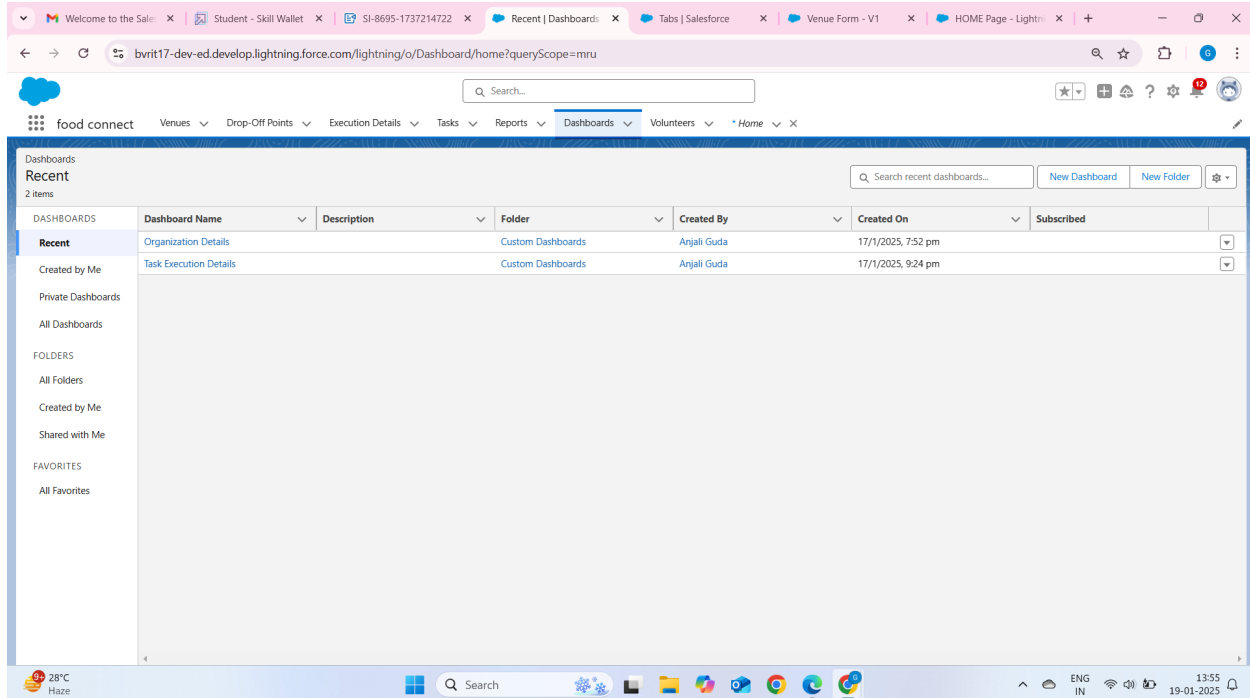 Welcome to the Sale
Student - Skill Wallet
SI-8695-1737214722
Recent | Dashboards
Tabs | Salesforce
Venue Form - V1
HOME Page - Lightni
bvrit17-dev-ed.develop.lightning.force.com/lightning/o/Dashboard/home?queryScope=mru
G
Search...
12
food connect Venues Drop-Off Points Execution Details Tasks Reports Dashboards Volunteers * Home
Dashboards
Recent
2 items
Search recent dashboards...
New Dashboard
New Folder
DASHBOARDS
Dashboard Name Description Folder Created By Created On Subscribed
Recent
Organization Details Custom Dashboards Anjali Guda 17/1/2025, 7:52 pm
Created by Me
Task Execution Details Custom Dashboards Anjali Guda 17/1/2025, 9:24 pm
Private Dashboards
All Dashboards
FOLDERS
All Folders
Created by Me
Shared with Me
FAVORITES
All Favorites
9+
28°C
Haze
Search
G
ENG
IN
13:55
19-01-2025